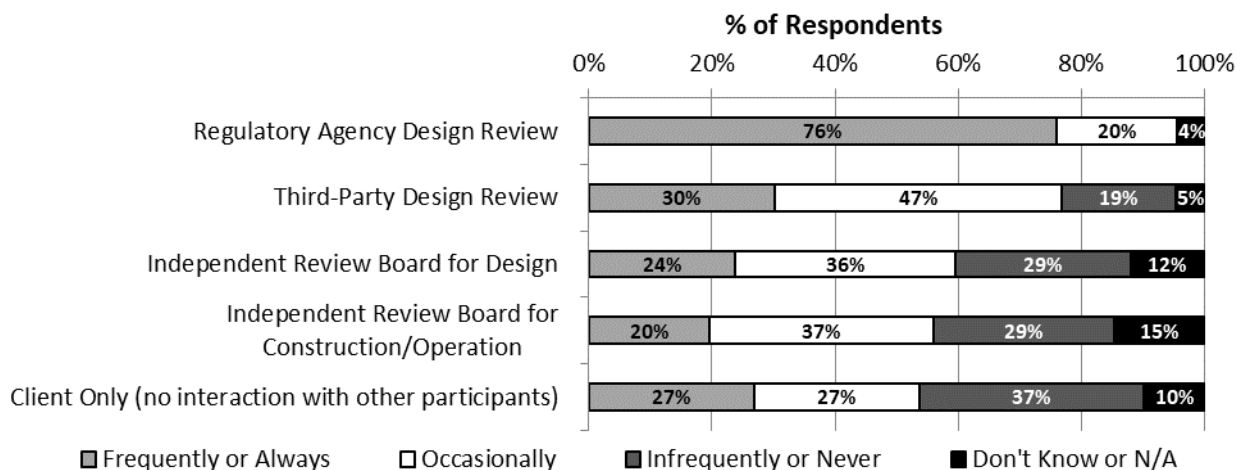 % of Respondents
0% 20% 40% 60% 80% 100%
Regulatory Agency Design Review 76% 20% 4%
Third-Party Design Review 30% 47% 19% 5%
Independent Review Board for Design 24% 36% 29% 12%
Independent Review Board for
Construction/Operation 20% 37% 29% 15%
Client Only (no interaction with other participants) 27% 27% 37% 10%
Frequently or Always Occasionally Infrequently or Never Don't Know or N/A